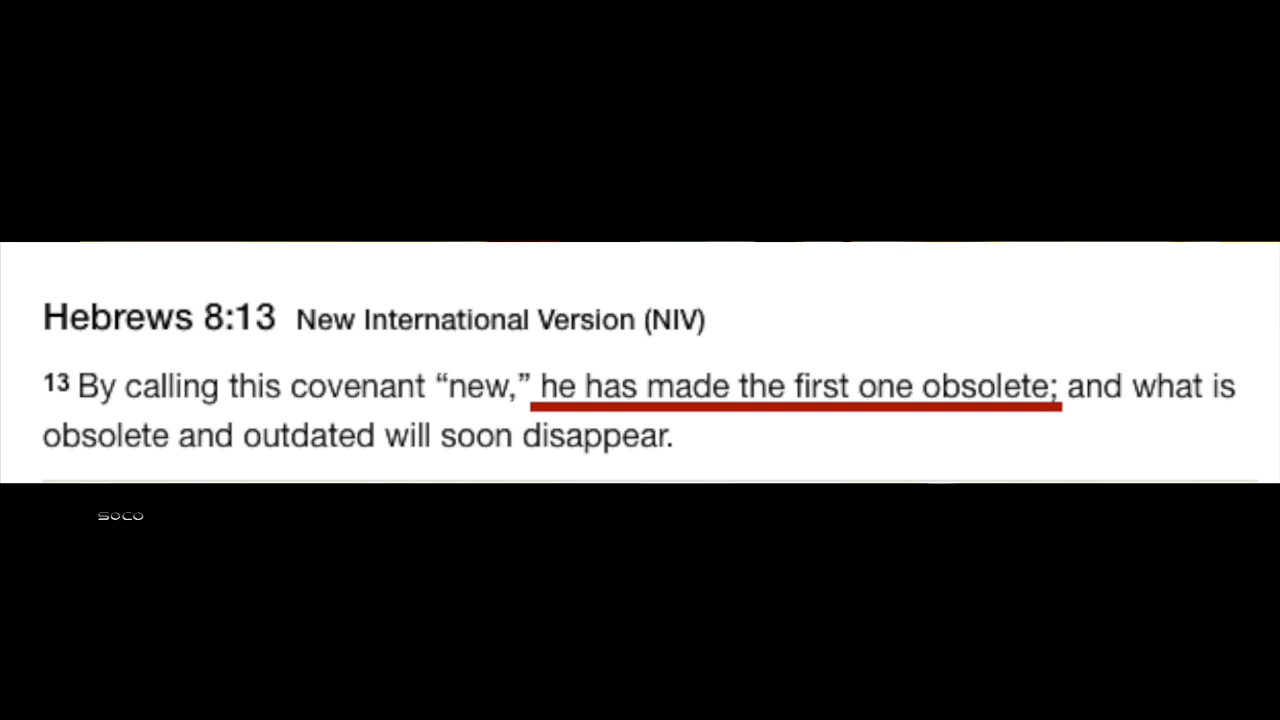 Hebrews 8:13 New International Version (NIV)
13 By calling this covenant “new,” he has made the first one obsolete; and what is
obsolete and outdated will soon disappear.
SOCO